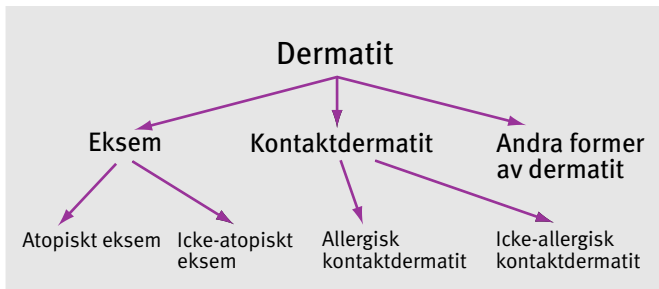 Dermatit
Eksem
Kontaktdermatit
Andra former
av dermatit
Atopiskt eksem
Icke-atopiskt
eksem
Allergisk
kontaktdermatit
Icke-allergisk
kontaktdermatit